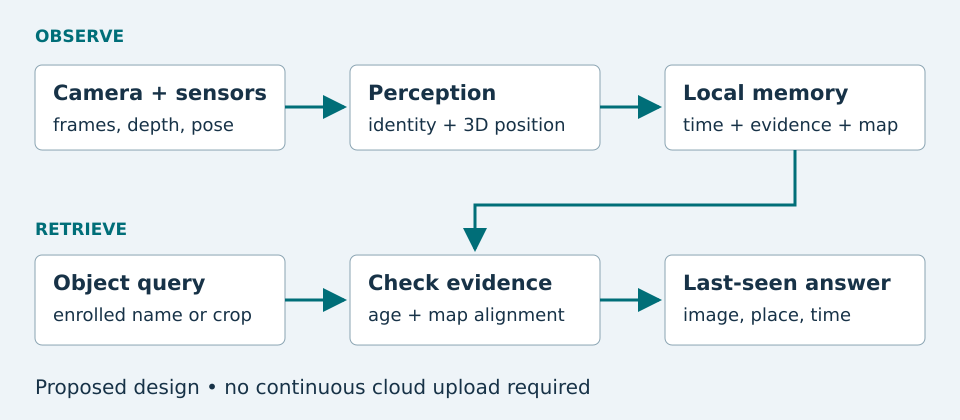 OBSERVE
Camera + sensors
frames, depth, pose
Perception
identity + 3D position
Local memory
time + evidence + map
RETRIEVE
Object query
enrolled name or crop
Check evidence
age + map alignment
Last-seen answer
image, place, time
Proposed design • no continuous cloud upload required